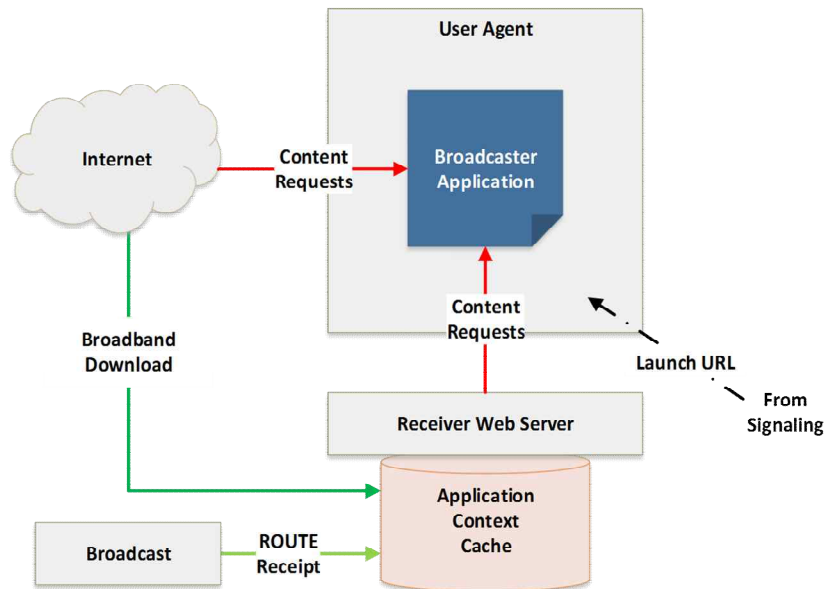 User Agent
Internet
Content
Requests
Broadcaster
Application
Content
Requests
Broadband
Download
Launch URL
From
Signaling
Receiver Web Server
Application
Context
Cache
Broadcast
ROUTE
Receipt